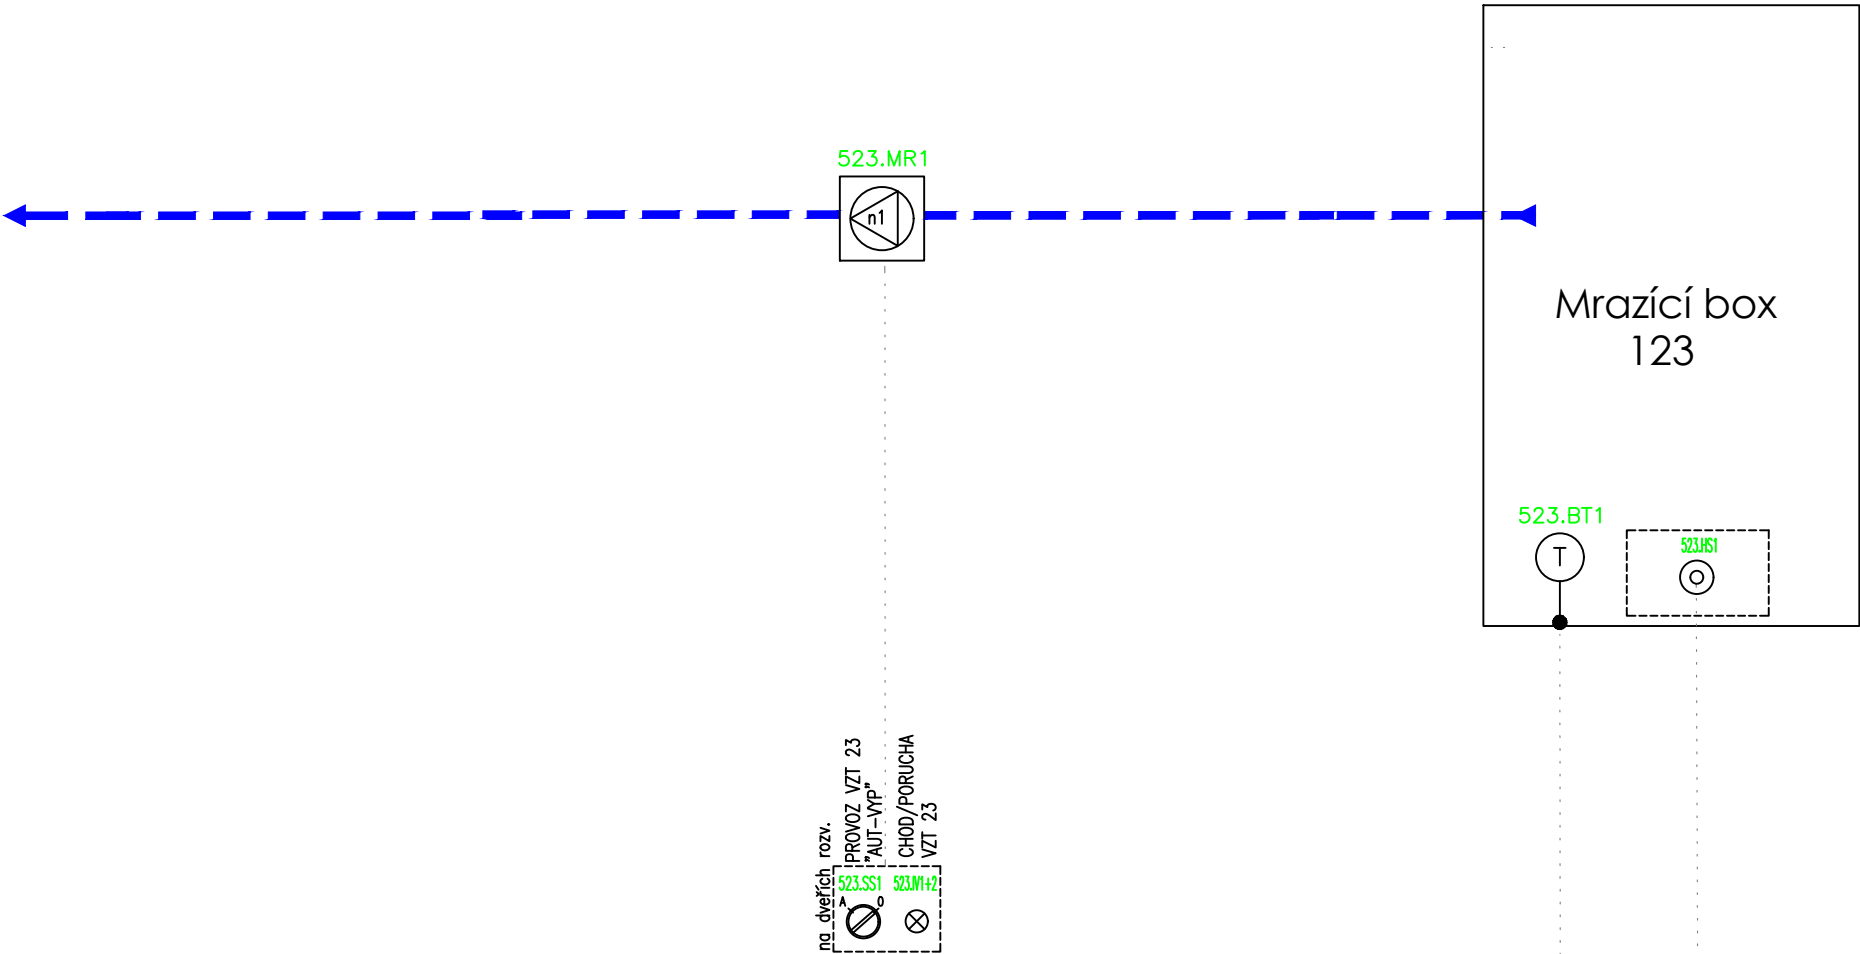 523.MR1
n1
Mrazící box
123
523.BT1
T
523.HS1
na dveřích rozv.
PROVOZ VZT 23
"AUT-VYP"
CHOD/PORUCHA
VZT 23
523.SS1
523.IV1+2
A
0